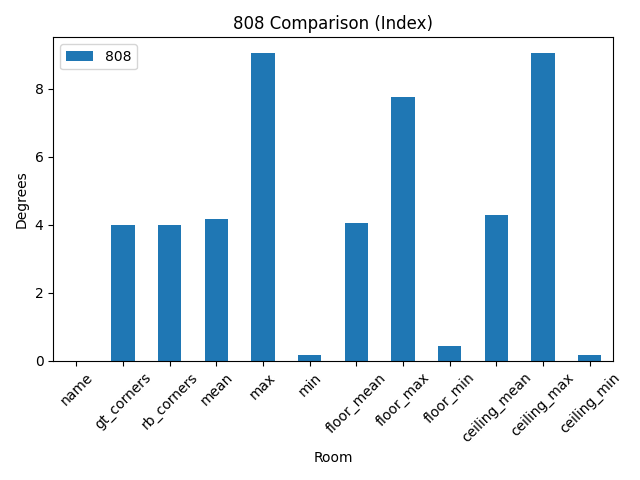 808 Comparison (Index)
808
Degrees
8
6
4
2
0
name
gt_corners
rb_corners
mean
max
min
floor_mean
floor_max
floor_min
ceiling_mean
ceiling_max
ceiling_min
Room